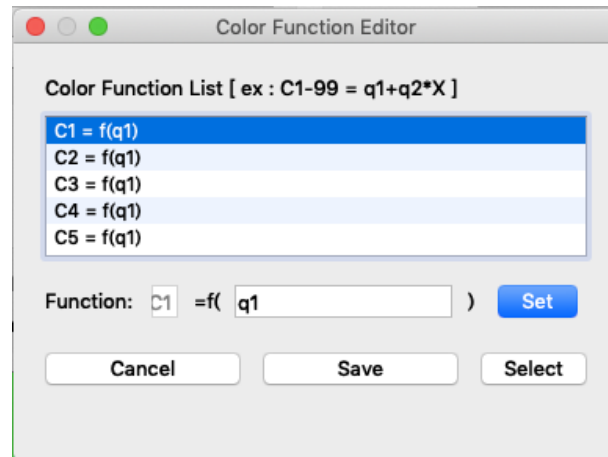 Color Function Editor
Color Function List [ ex : C1-99 = q1+q2*X ]
C1 = f(q1)
C2 = f(q1)
C3 = f(q1)
C4 = f(q1)
C5 = f(q1)
Function: C1 =f( q1 ) Set
Cancel Save Select